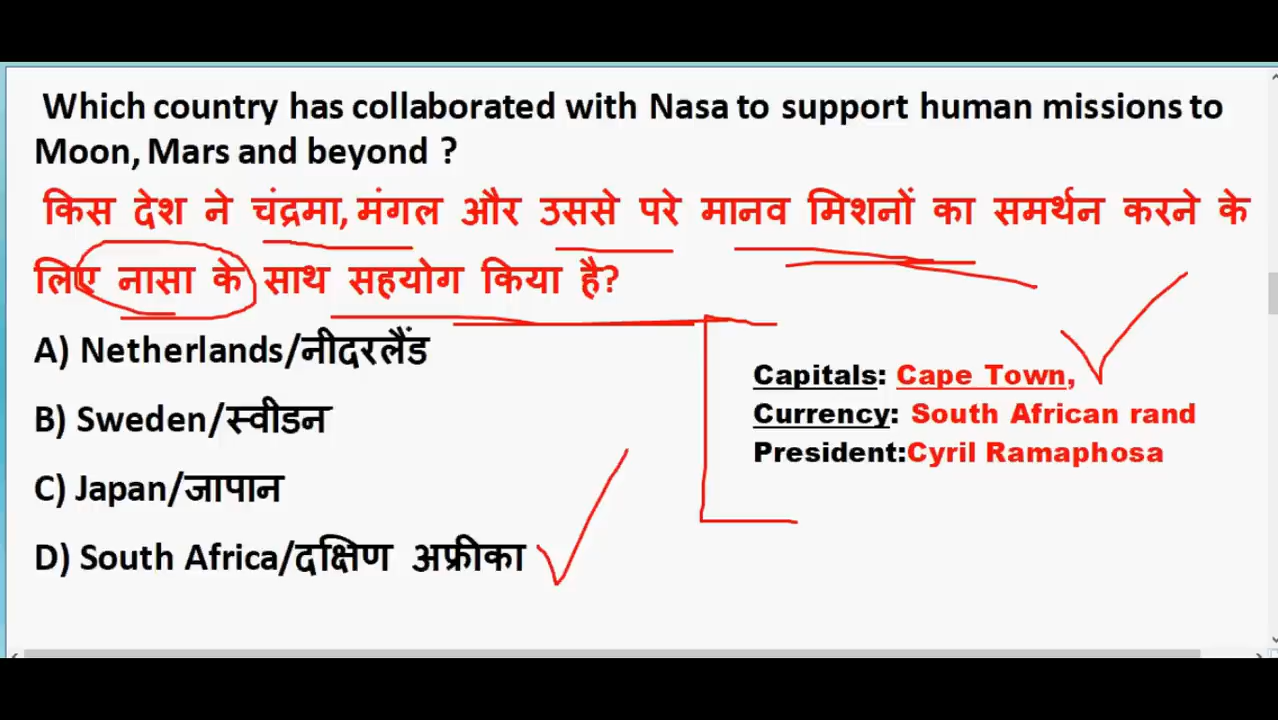 Which country has collaborated with Nasa to support human missions to
Moon, Mars and beyond ?
किस देश ने चंद्रमा, मंगल और उससे परे मानव मिशनों का समर्थन करने के
लिए नासा के साथ सहयोग किया है?
A) Netherlands/नीदरलैंड
B) Sweden/स्वीडन
C) Japan/जापान
D) South Africa/दक्षिण अफ्रीका
Capitals: Cape Town,
Currency: South African rand
President:Cyril Ramaphosa